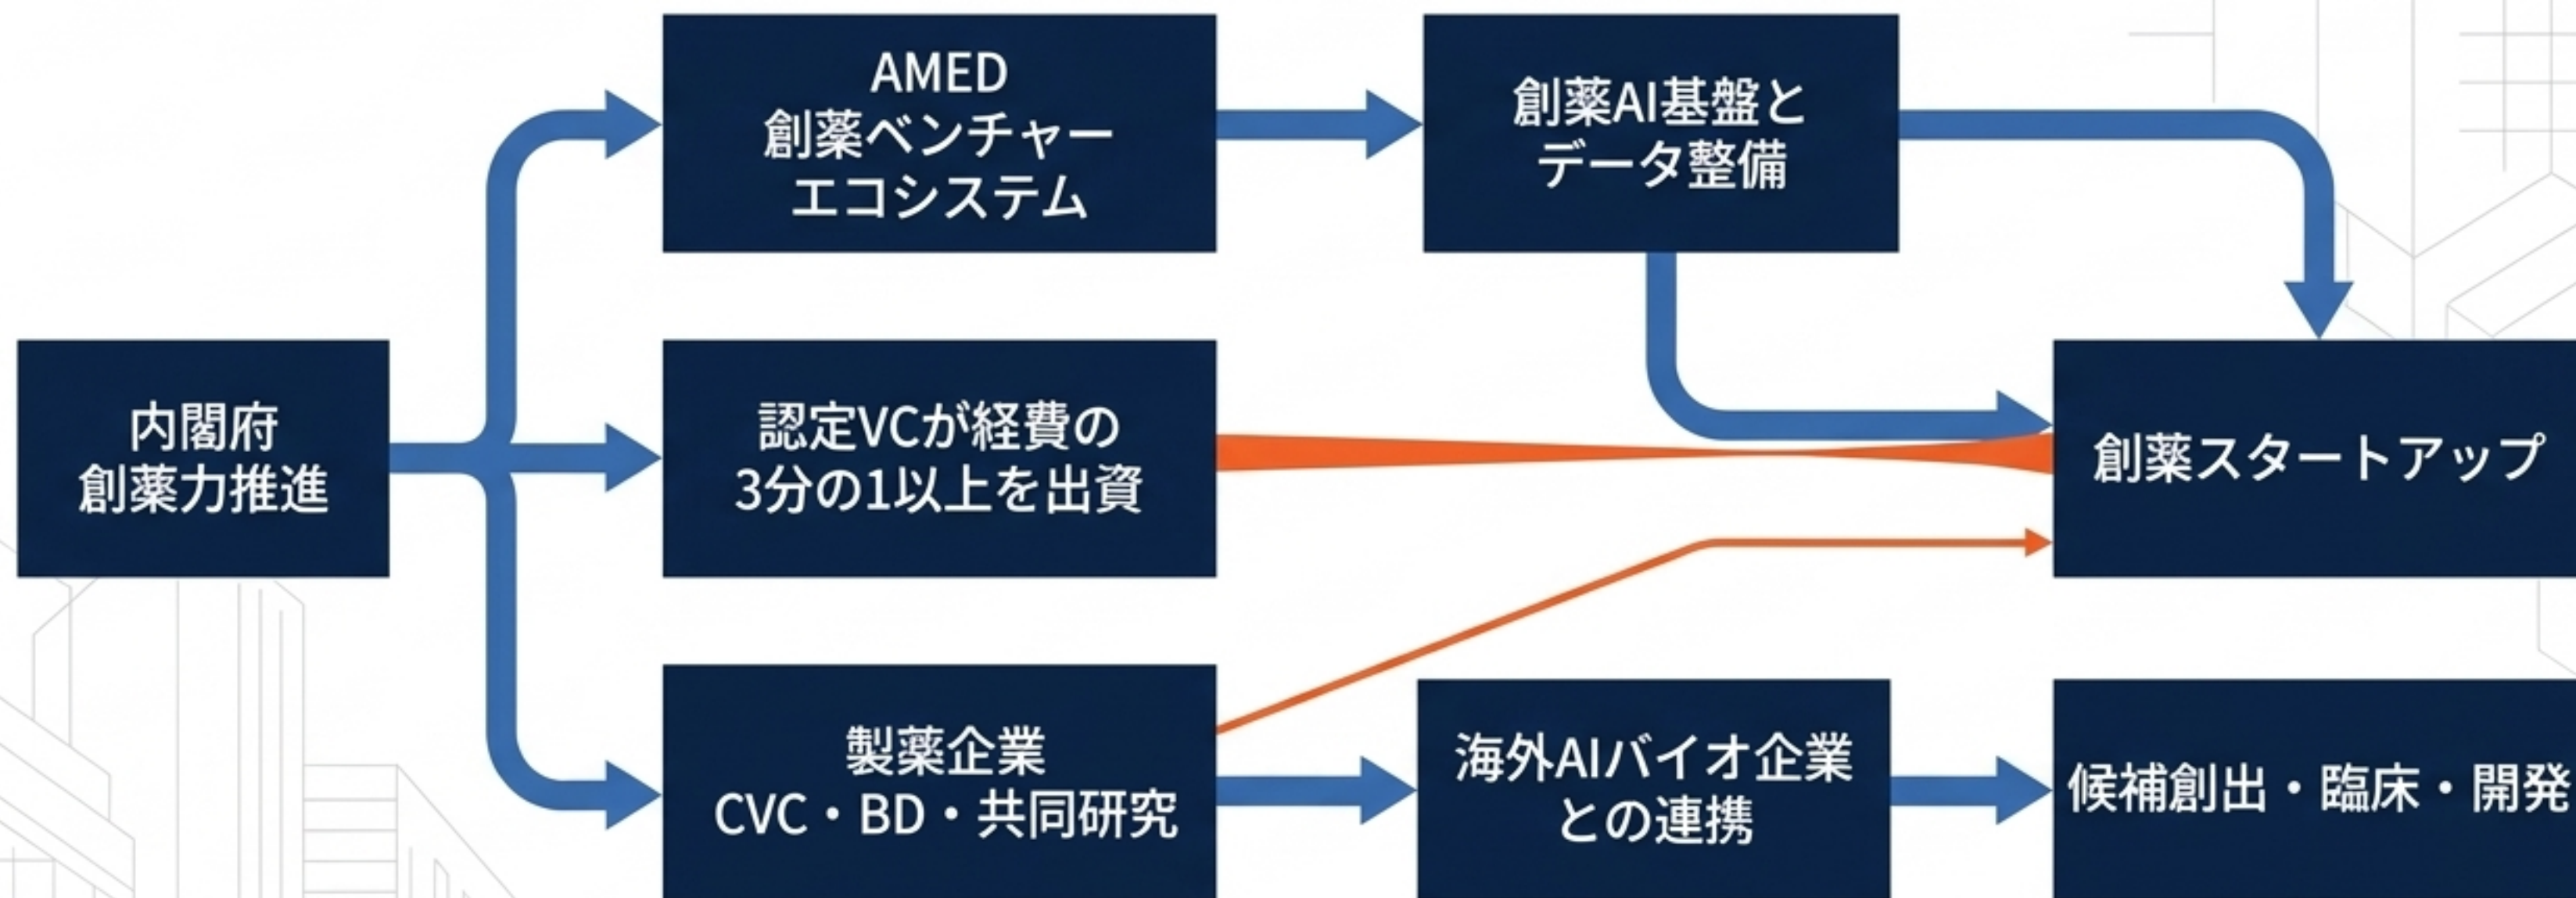 AMED
創薬ベンチャー
エコシステム
創薬AI基盤と
データ整備
内閣府
創薬力推進
認定VCが経費の
3分の1以上を出資
創薬スタートアップ
製薬企業
CVC・BD・共同研究
海外AIバイオ企業
との連携
候補創出・臨床・開発